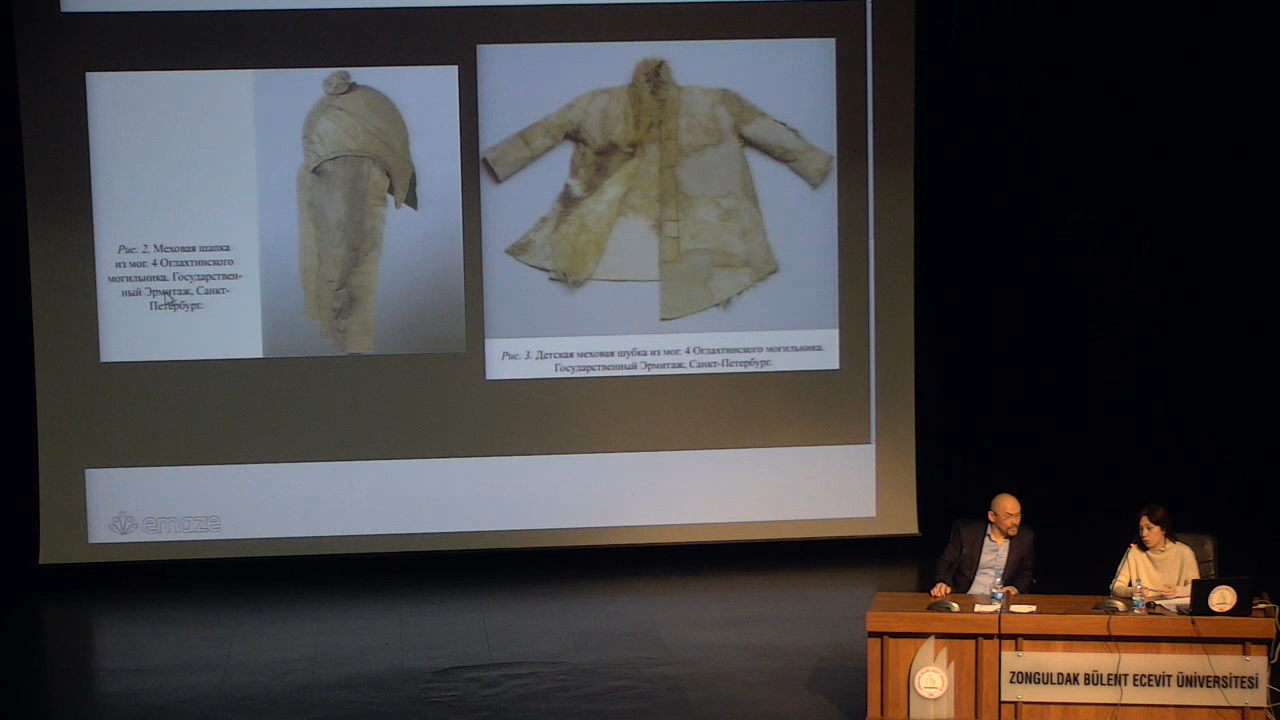 Рис. 2. Меховая шапка
из мог. 4 Оглахтинского
могильника. Государствен-
ный Эрмитаж, Санкт-
Петербург.
Рис. 3. Детская меховая шубка из мог. 4 Оглахтинского могильника.
Государственный Эрмитаж, Санкт-Петербург.
emaze
ZONGULDAK BÜLENT ECEVİT ÜNİVERSİTESİ